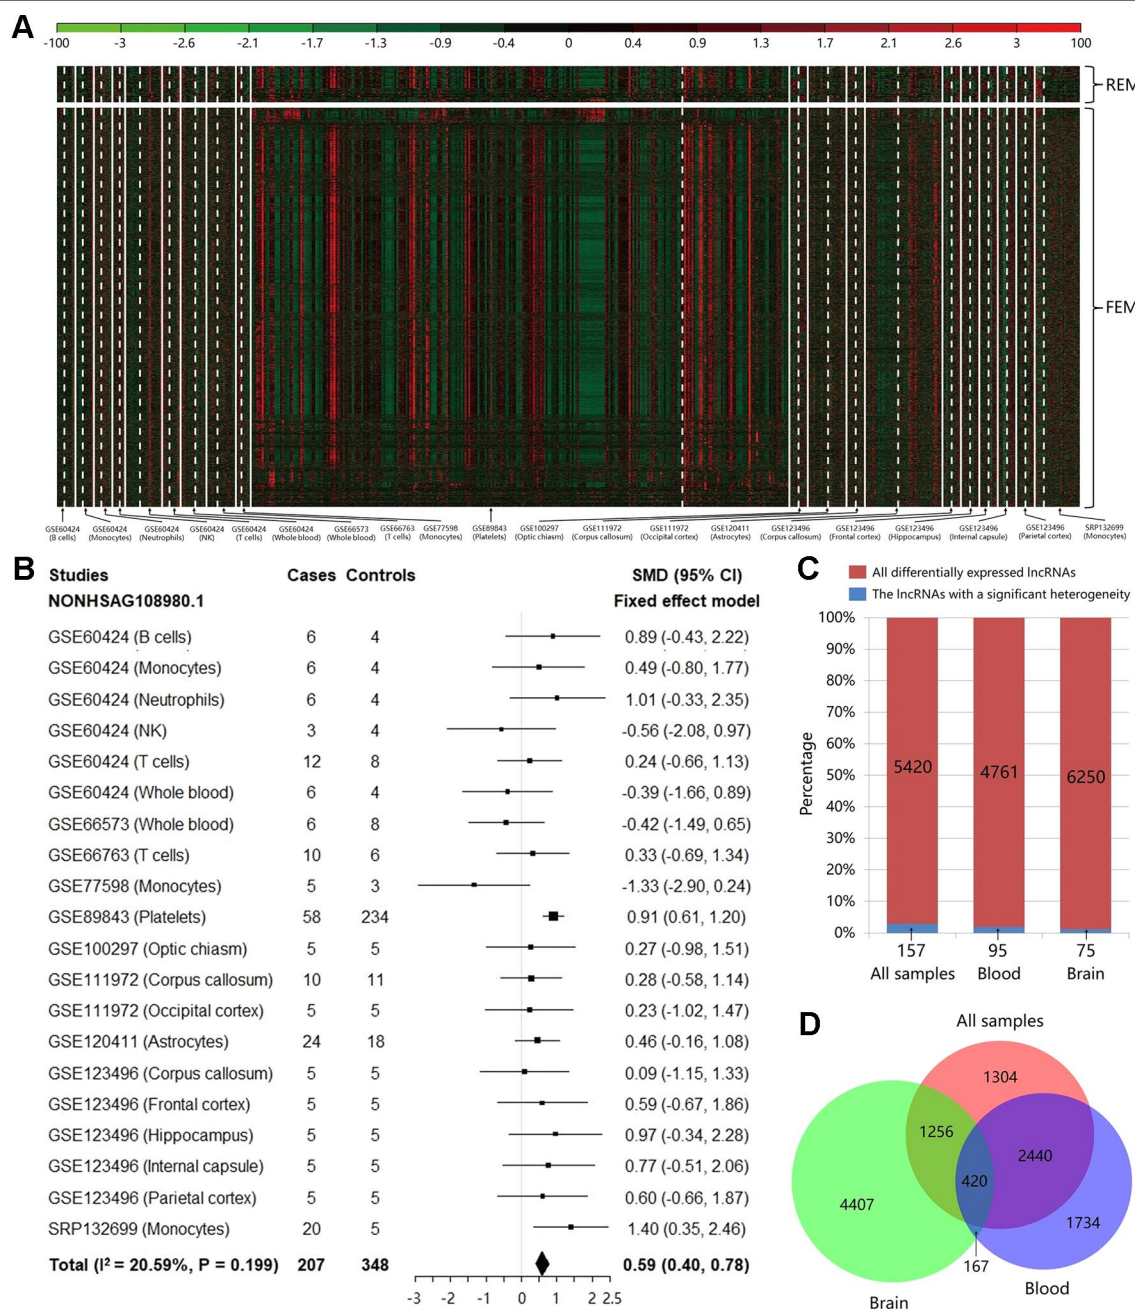 A
-100 -3 -2.6 -2.1 -1.7 -1.3 -0.9 -0.4 0 0.4 0.9 1.3 1.7 2.1 2.6 3 100
REM
FEM
GSE60424 GSE60424 GSE60424 GSE60424 GSE60424 GSE60424 GSE66573 GSE66763 GSE77598 GSE89843 GSE100297 GSE111972 GSE111972 GSE120411 GSE123496 GSE123496 GSE123496 GSE123496 GSE123496 SRP132699
(B cells) (Monocytes) (Neutrophils) (NK) (T cells) (Whole blood) (Whole blood) (T cells) (Monocytes) (Platelets) (Optic chiasm) (Corpus callosum) (Occipital cortex) (Astrocytes) (Corpus callosum) (Frontal cortex) (Hippocampus) (Internal capsule) (Parietal cortex) (Monocytes)
B
Studies Cases Controls SMD (95% CI)
NONHSAG108980.1 Fixed effect model
GSE60424 (B cells) 6 4 0.89 (-0.43, 2.22)
GSE60424 (Monocytes) 6 4 0.49 (-0.80, 1.77)
GSE60424 (Neutrophils) 6 4 1.01 (-0.33, 2.35)
GSE60424 (NK) 3 4 -0.56 (-2.08, 0.97)
GSE60424 (T cells) 12 8 0.24 (-0.66, 1.13)
GSE60424 (Whole blood) 6 4 -0.39 (-1.66, 0.89)
GSE66573 (Whole blood) 6 8 -0.42 (-1.49, 0.65)
GSE66763 (T cells) 10 6 0.33 (-0.69, 1.34)
GSE77598 (Monocytes) 5 3 -1.33 (-2.90, 0.24)
GSE89843 (Platelets) 58 234 0.91 (0.61, 1.20)
GSE100297 (Optic chiasm) 5 5 0.27 (-0.98, 1.51)
GSE111972 (Corpus callosum) 10 11 0.28 (-0.58, 1.14)
GSE111972 (Occipital cortex) 5 5 0.23 (-1.02, 1.47)
GSE120411 (Astrocytes) 24 18 0.46 (-0.16, 1.08)
GSE123496 (Corpus callosum) 5 5 0.09 (-1.15, 1.33)
GSE123496 (Frontal cortex) 5 5 0.59 (-0.67, 1.86)
GSE123496 (Hippocampus) 5 5 0.97 (-0.34, 2.28)
GSE123496 (Internal capsule) 5 5 0.77 (-0.51, 2.06)
GSE123496 (Parietal cortex) 5 5 0.60 (-0.66, 1.87)
SRP132699 (Monocytes) 20 5 1.40 (0.35, 2.46)
Total (I² = 20.59%, P = 0.199) 207 348 0.59 (0.40, 0.78)
-3 -2 -1 0 1 2 2.5
C
All differentially expressed lncRNAs
The lncRNAs with a significant heterogeneity
Percentage
100%
90%
80%
70%
60%
50%
40%
30%
20%
10%
0%
5420 4761 6250
157 95 75
All samples Blood Brain
D
All samples
1304
1256
2440
420
4407
1734
167
Blood
Brain